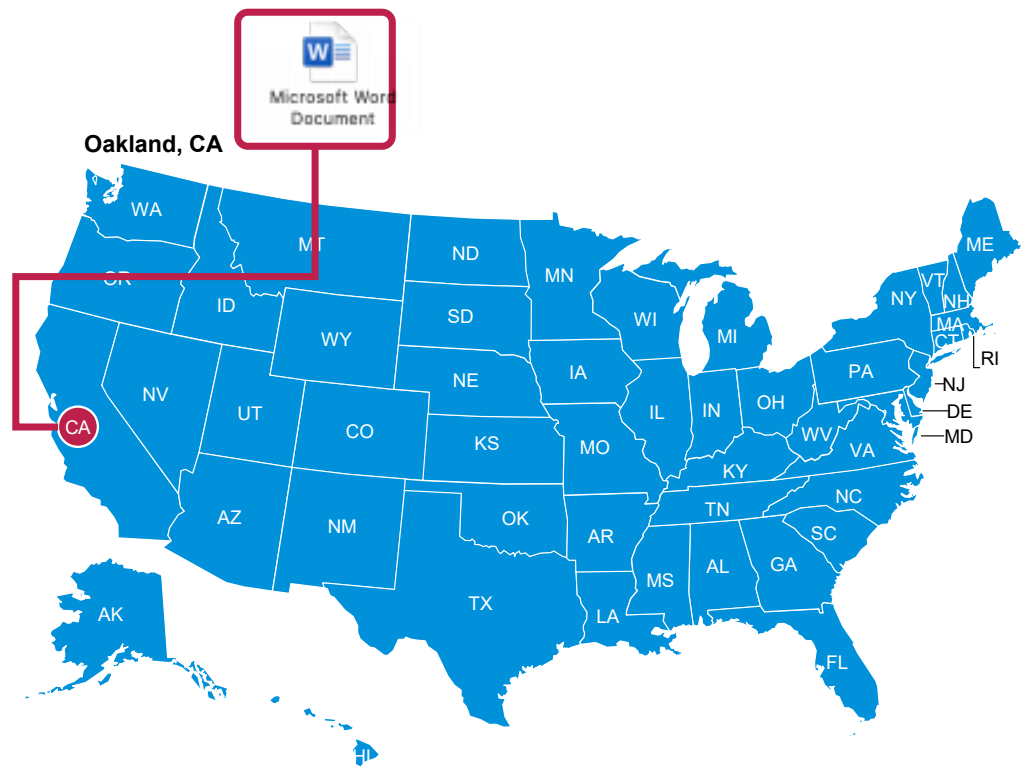 W
Microsoft Word
Document
Oakland, CA
WA
MT
ND
MN
ME
OR
ID
SD
WI
MI
NY
VT
NH
MA
CT
RI
WY
NE
IA
PA
NJ
NV
UT
CO
KS
IL
IN
OH
DE
MD
CA
MO
WV
VA
KY
AZ
NM
OK
AR
TN
NC
SC
MS
AL
GA
TX
LA
AK
FL
HI